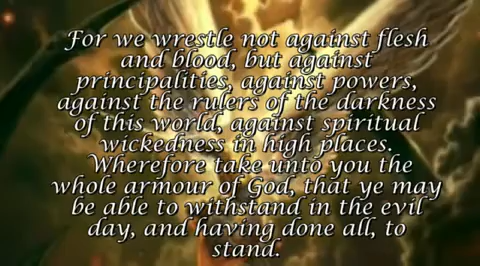 For we wrestle not against flesh
and blood, but against
principalities, against powers,
against the rulers of the darkness
of this world, against spiritual
wickedness in high places.
Wherefore take unto you the
whole armour of God, that ye may
be able to withstand in the evil
day, and having done all, to
stand.